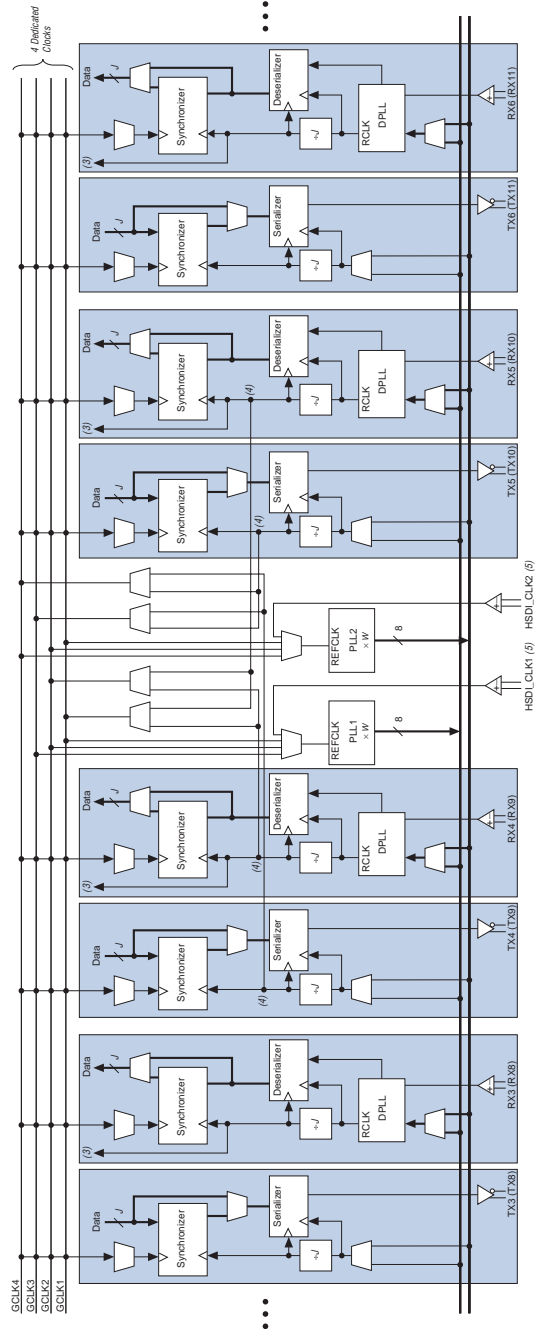 4 Dedicated
Clocks
GCLK4
GCLK3
GCLK2
GCLK1
Data
J
Synchronizer
Serializer
÷J
TX3 (TX8)
Data
J
(3)
Synchronizer
Deserializer
÷J
RCLK
DPLL
+
–
RX3 (RX8)
Data
J
Synchronizer
(4)
Serializer
÷J
TX4 (TX9)
Data
J
(3)
Synchronizer
(4)
Deserializer
÷J
RCLK
DPLL
+
–
RX4 (RX9)
REFCLK
PLL1
× W
8
+
–
HSDI_CLK1 (5)
REFCLK
PLL2
× W
8
+
–
HSDI_CLK2 (5)
Data
J
Synchronizer
(4)
Serializer
÷J
TX5 (TX10)
Data
J
(3)
Synchronizer
(4)
Deserializer
÷J
RCLK
DPLL
+
–
RX5 (RX10)
Data
J
Synchronizer
Serializer
÷J
TX6 (TX11)
Data
J
(3)
Synchronizer
Deserializer
÷J
RCLK
DPLL
+
–
RX6 (RX11)